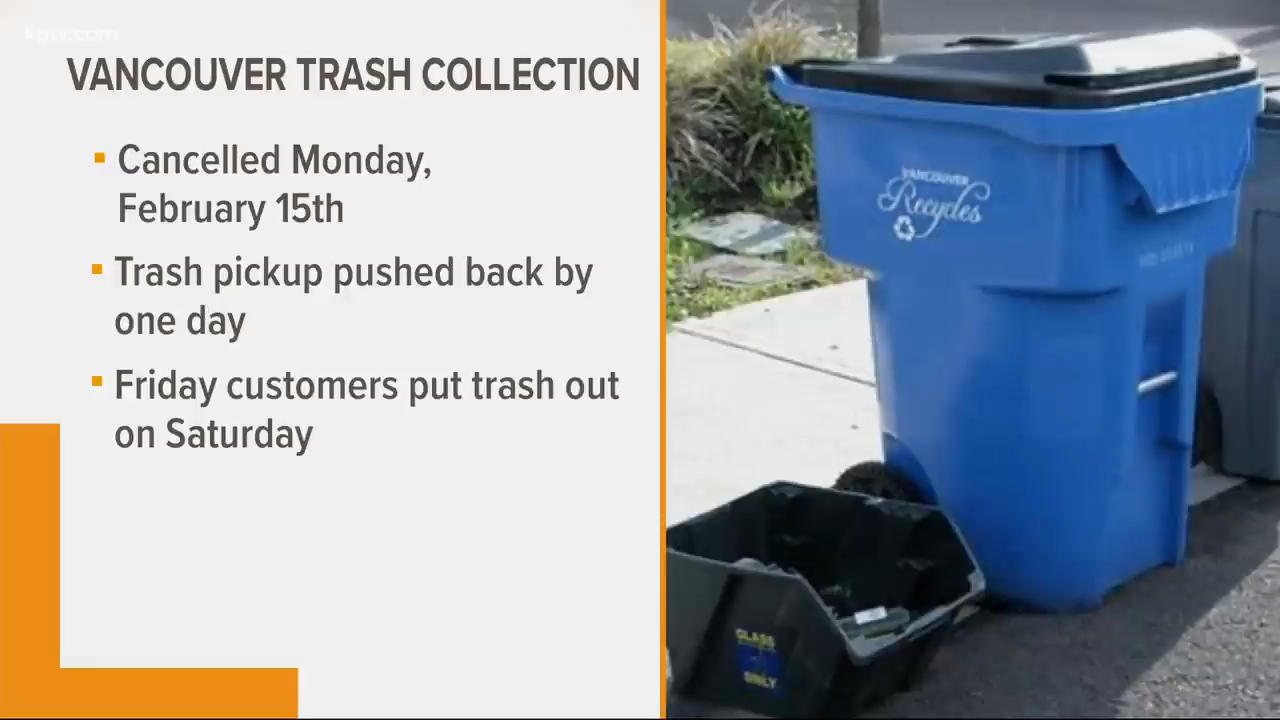 kgw.com
VANCOUVER TRASH COLLECTION
Cancelled Monday,
February 15th
Trash pickup pushed back by
one day
Friday customers put trash out
on Saturday
VANCOUVER
Recycles
GLASS
ONLY